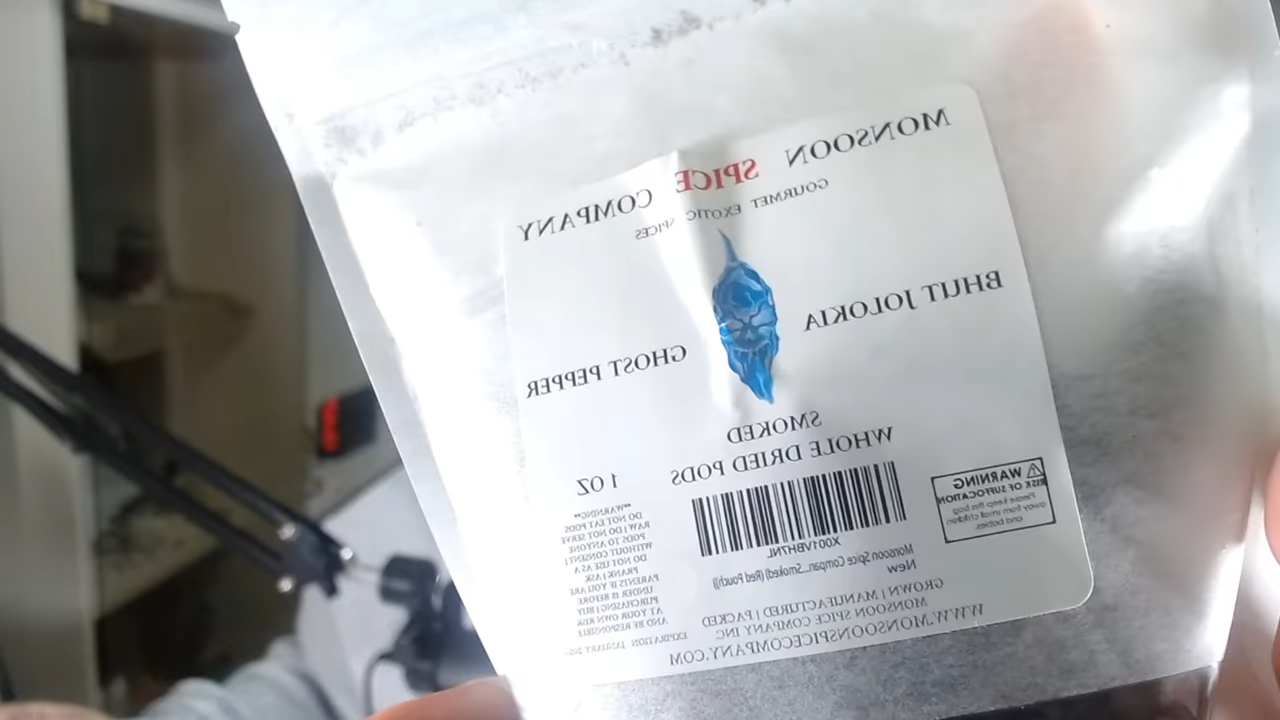 MONSOON SPICE COMPANY
GOURMET EXOTIC SPICES
BHUT JOLOKIA
GHOST PEPPER
SMOKED
WHOLE DRIED PODS
1 OZ
WARNING
RISK OF SUFFOCATION
Please keep this bag
away from small children
and babies.
X001VBH7NL
Monsoon Spice Compan...Smoked) (Red Pouch))
New
**WARNING**
DO NOT EAT PODS
RAW! DO NOT SERVE
PODS TO ANYONE
WITHOUT CONSENT!
DO NOT USE AS A
PRANK! ASK
PARENTS IF YOU ARE
UNDER 18 BEFORE
PURCHASING! BUY
AT YOUR OWN RISK
AND BE RESPONSIBLE
GROWN | MANUFACTURED | PACKED
MONSOON SPICE COMPANY INC.
WWW.MONSOONSPICECOMPANY.COM
EXPIRATION: JANUARY